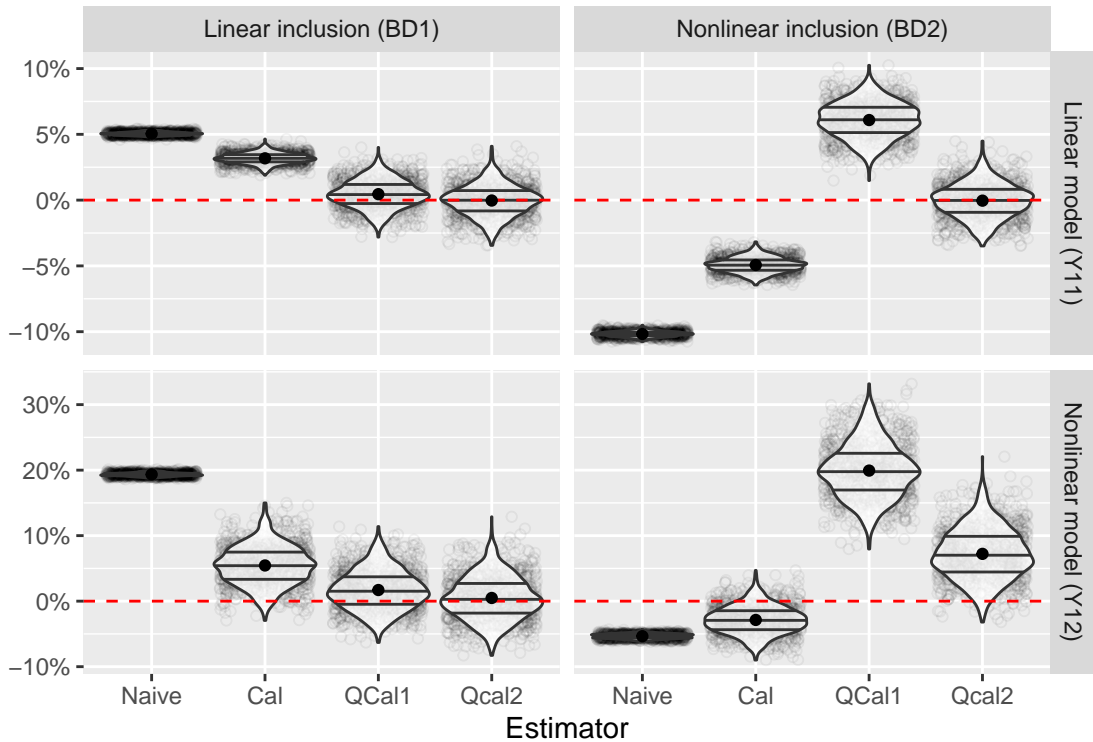 Linear inclusion (BD1)
Nonlinear inclusion (BD2)
10%
5%
0%
−5%
−10%
Linear model (Y11)
30%
20%
10%
0%
−10%
Nonlinear model (Y12)
Naive Cal QCal1 Qcal2
Naive Cal QCal1 Qcal2
Estimator